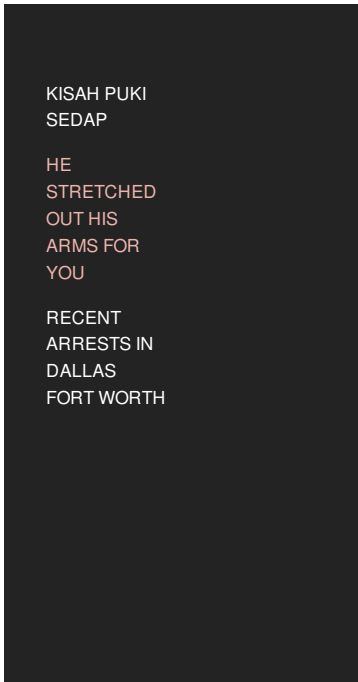 KISAH PUKI
SEDAP
HE
STRETCHED
OUT HIS
ARMS FOR
YOU
RECENT
ARRESTS IN
DALLAS
FORT WORTH